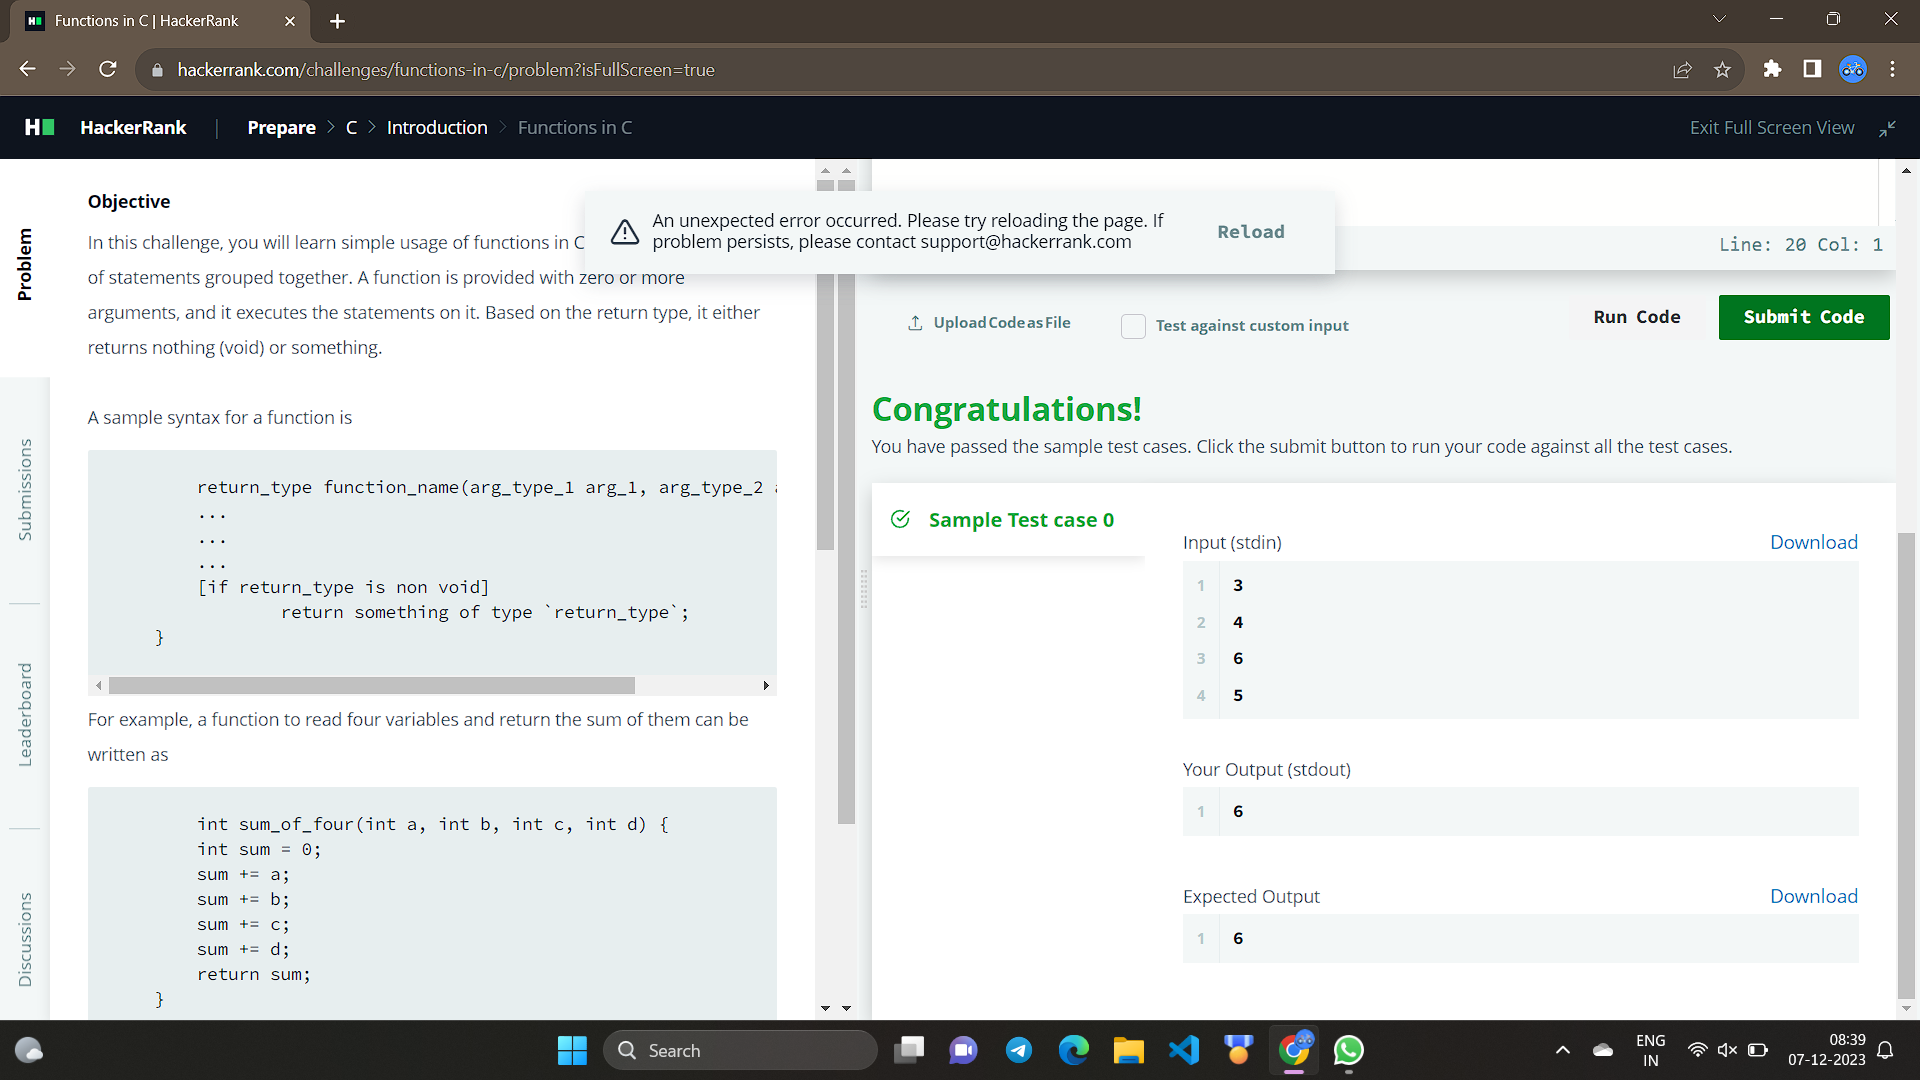 Functions in C | HackerRank
hackerrank.com/challenges/functions-in-c/problem?isFullScreen=true
HackerRank
Prepare
C
Introduction
Functions in C
Exit Full Screen View
Problem
Submissions
Leaderboard
Discussions
Objective
In this challenge, you will learn simple usage of functions in C
of statements grouped together. A function is provided with zero or more
arguments, and it executes the statements on it. Based on the return type, it either
returns nothing (void) or something.
A sample syntax for a function is
return_type function_name(arg_type_1 arg_1, arg_type_2
...
...
...
[if return_type is non void]
return something of type `return_type`;
}
For example, a function to read four variables and return the sum of them can be
written as
int sum_of_four(int a, int b, int c, int d) {
int sum = 0;
sum += a;
sum += b;
sum += c;
sum += d;
return sum;
}
An unexpected error occurred. Please try reloading the page. If
problem persists, please contact support@hackerrank.com
Reload
Line: 20 Col: 1
Upload Code as File
Test against custom input
Run Code
Submit Code
Congratulations!
You have passed the sample test cases. Click the submit button to run your code against all the test cases.
Sample Test case 0
Input (stdin)
Download
1 3
2 4
3 6
4 5
Your Output (stdout)
1 6
Expected Output
Download
1 6
Search
ENG
IN
08:39
07-12-2023